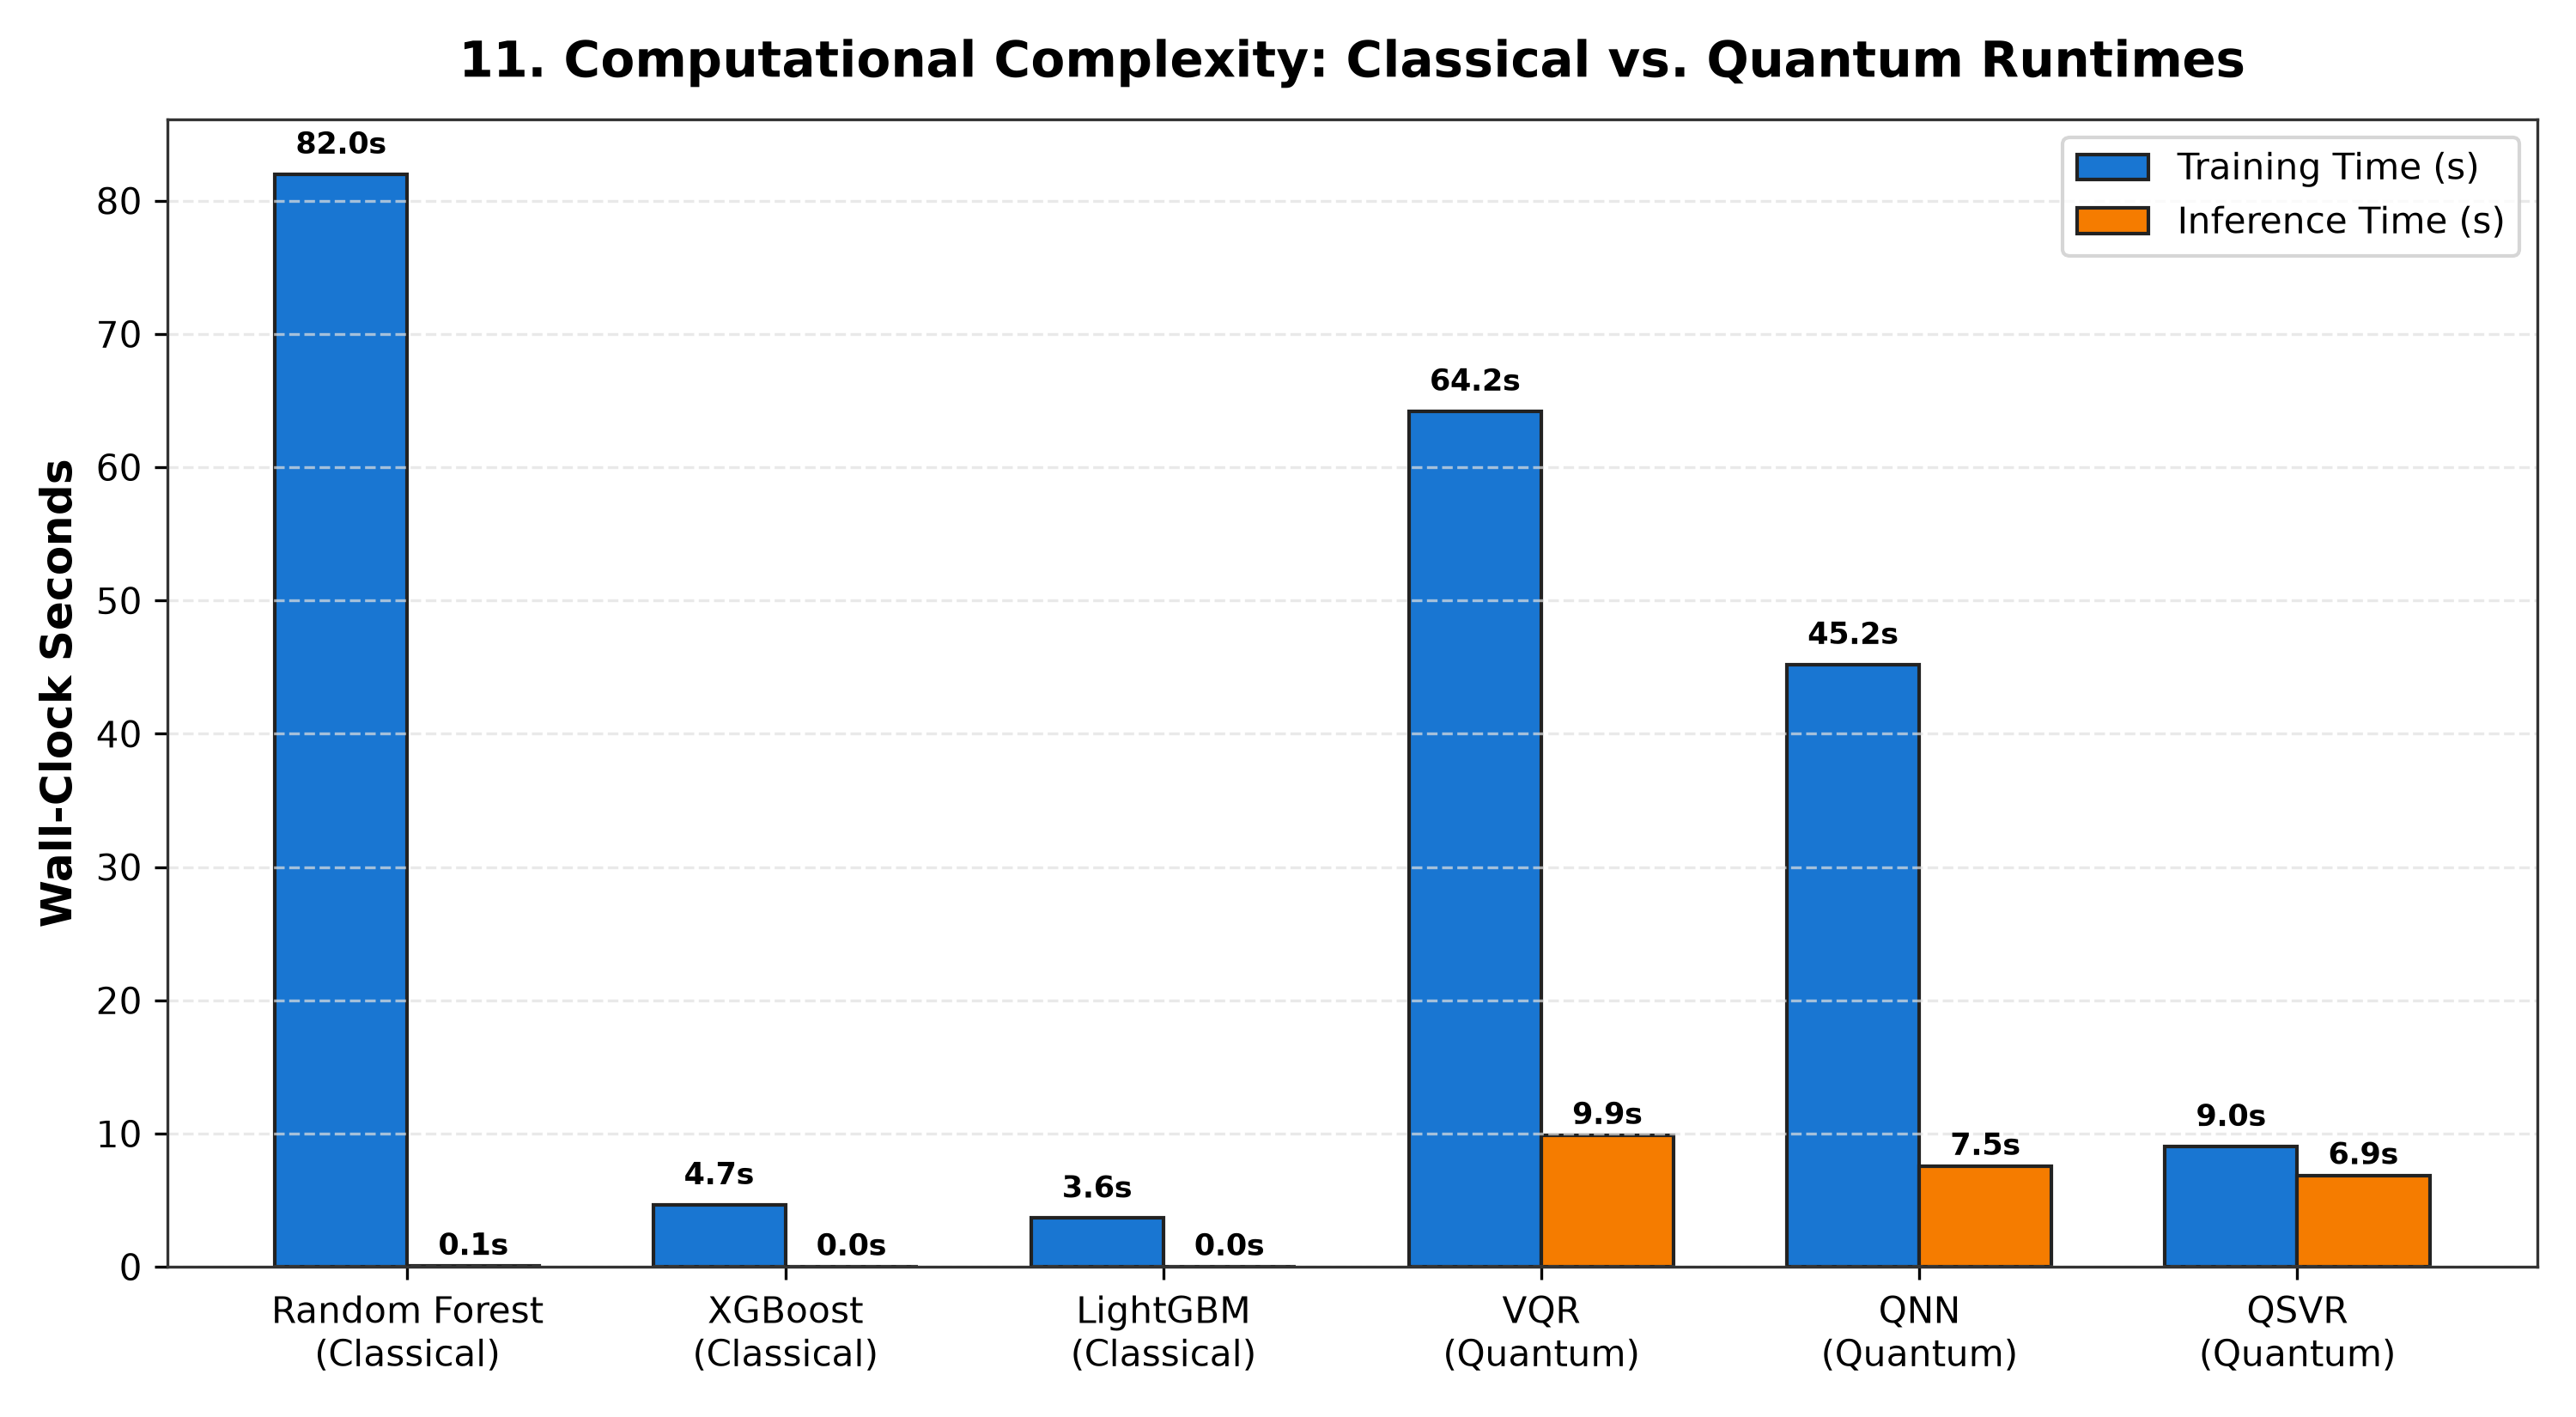 11. Computational Complexity: Classical vs. Quantum Runtimes
Training Time (s)
Inference Time (s)
Wall-Clock Seconds
80
70
60
50
40
30
20
10
0
82.0s
0.1s
4.7s
0.0s
3.6s
0.0s
64.2s
9.9s
45.2s
7.5s
9.0s
6.9s
Random Forest
(Classical)
XGBoost
(Classical)
LightGBM
(Classical)
VQR
(Quantum)
QNN
(Quantum)
QSVR
(Quantum)